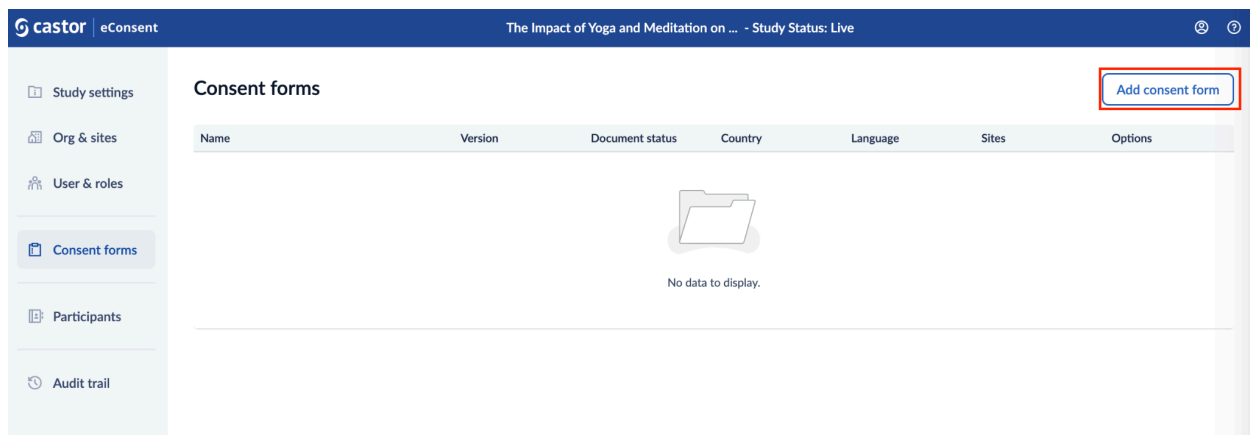 castor eConsent The Impact of Yoga and Meditation on ... - Study Status: Live
Study settings
Org & sites
User & roles
Consent forms
Participants
Audit trail
Consent forms Add consent form
Name Version Document status Country Language Sites Options
No data to display.